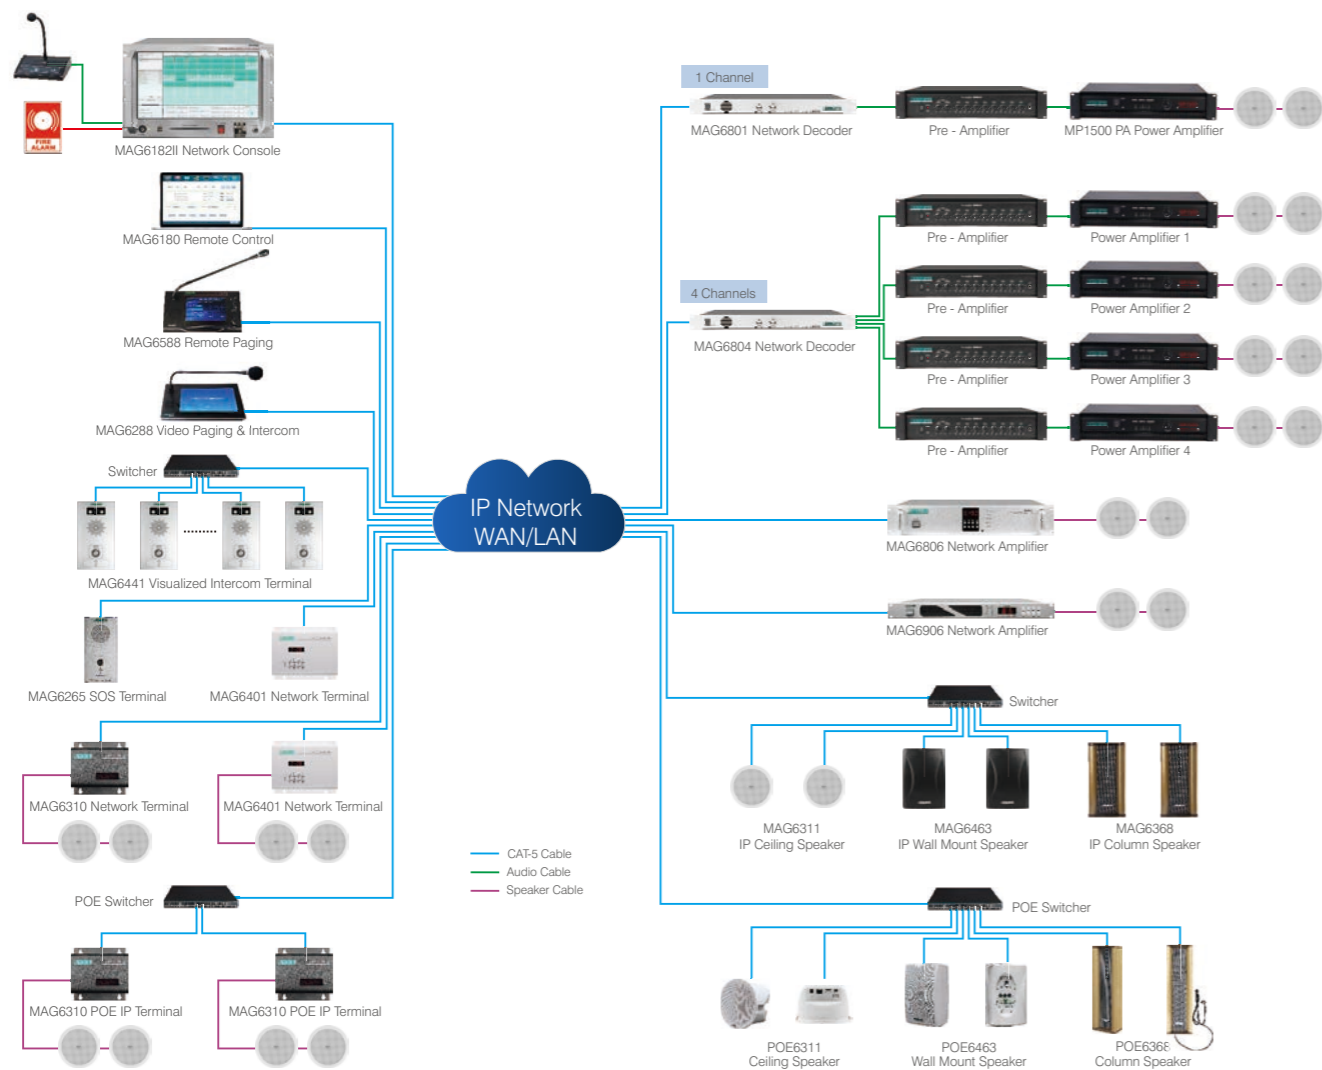 FIRE
ALARM
MAG6182II Network Console
MAG6180 Remote Control
MAG6588 Remote Paging
MAG6288 Video Paging & Intercom
Switcher
MAG6441 Visualized Intercom Terminal
MAG6265 SOS Terminal
MAG6401 Network Terminal
MAG6310 Network Terminal
MAG6401 Network Terminal
POE Switcher
MAG6310 POE IP Terminal
MAG6310 POE IP Terminal
IP Network
WAN/LAN
CAT-5 Cable
Audio Cable
Speaker Cable
1 Channel
MAG6801 Network Decoder
Pre - Amplifier
MP1500 PA Power Amplifier
Pre - Amplifier
Power Amplifier 1
4 Channels
MAG6804 Network Decoder
Pre - Amplifier
Power Amplifier 2
Pre - Amplifier
Power Amplifier 3
Pre - Amplifier
Power Amplifier 4
MAG6806 Network Amplifier
MAG6906 Network Amplifier
Switcher
MAG6311
IP Ceiling Speaker
MAG6463
IP Wall Mount Speaker
MAG6368
IP Column Speaker
POE Switcher
POE6311
Ceiling Speaker
POE6463
Wall Mount Speaker
POE6368
Column Speaker